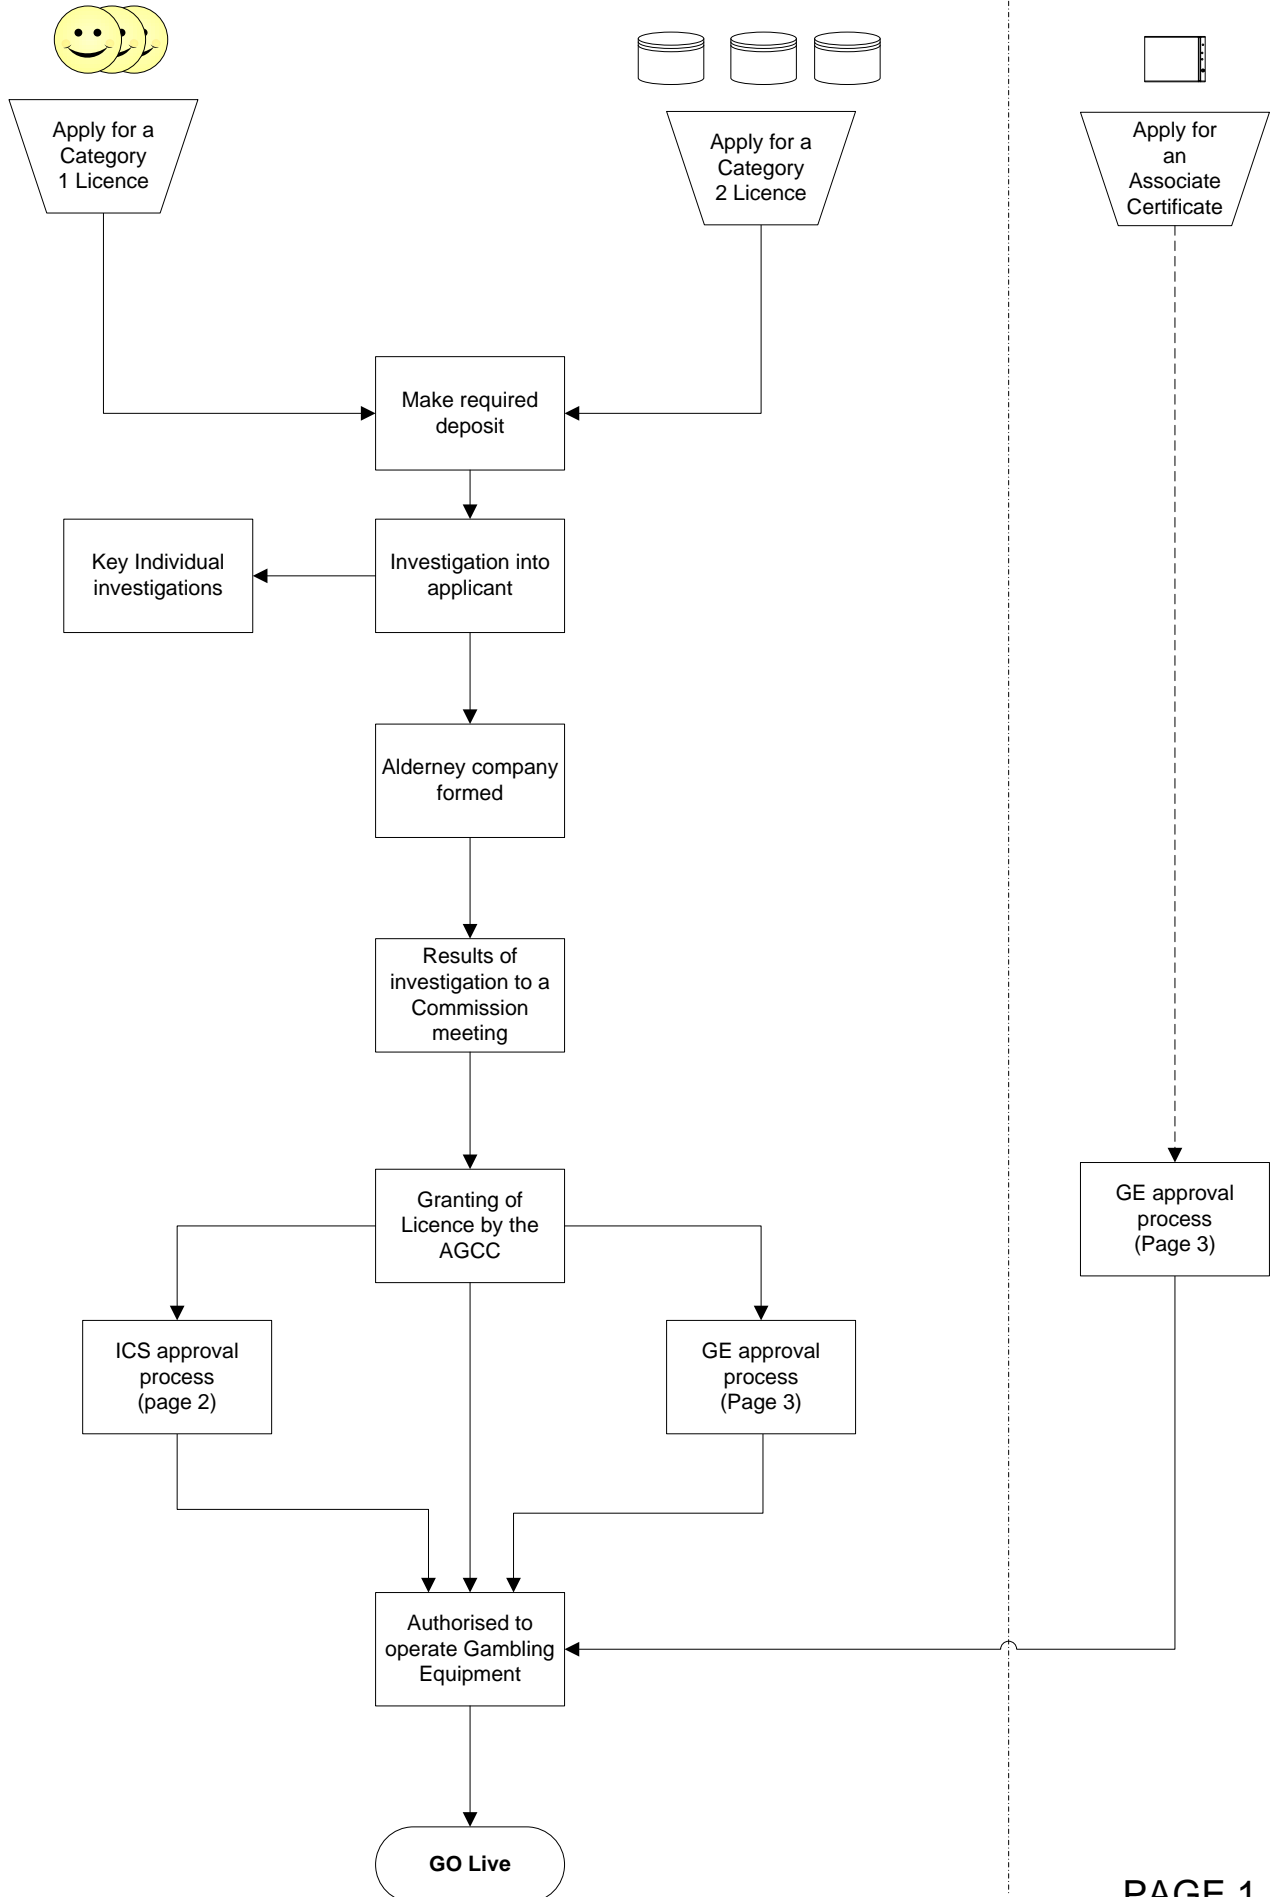 Apply for a
Category
1 Licence
Apply for a
Category
2 Licence
Apply for
an
Associate
Certificate
Make required
deposit
Key Individual
investigations
Investigation into
applicant
Alderney company
formed
Results of
investigation to a
Commission
meeting
Granting of
Licence by the
AGCC
GE approval
process
(Page 3)
ICS approval
process
(page 2)
GE approval
process
(Page 3)
Authorised to
operate Gambling
Equipment
GO Live
PAGE 1